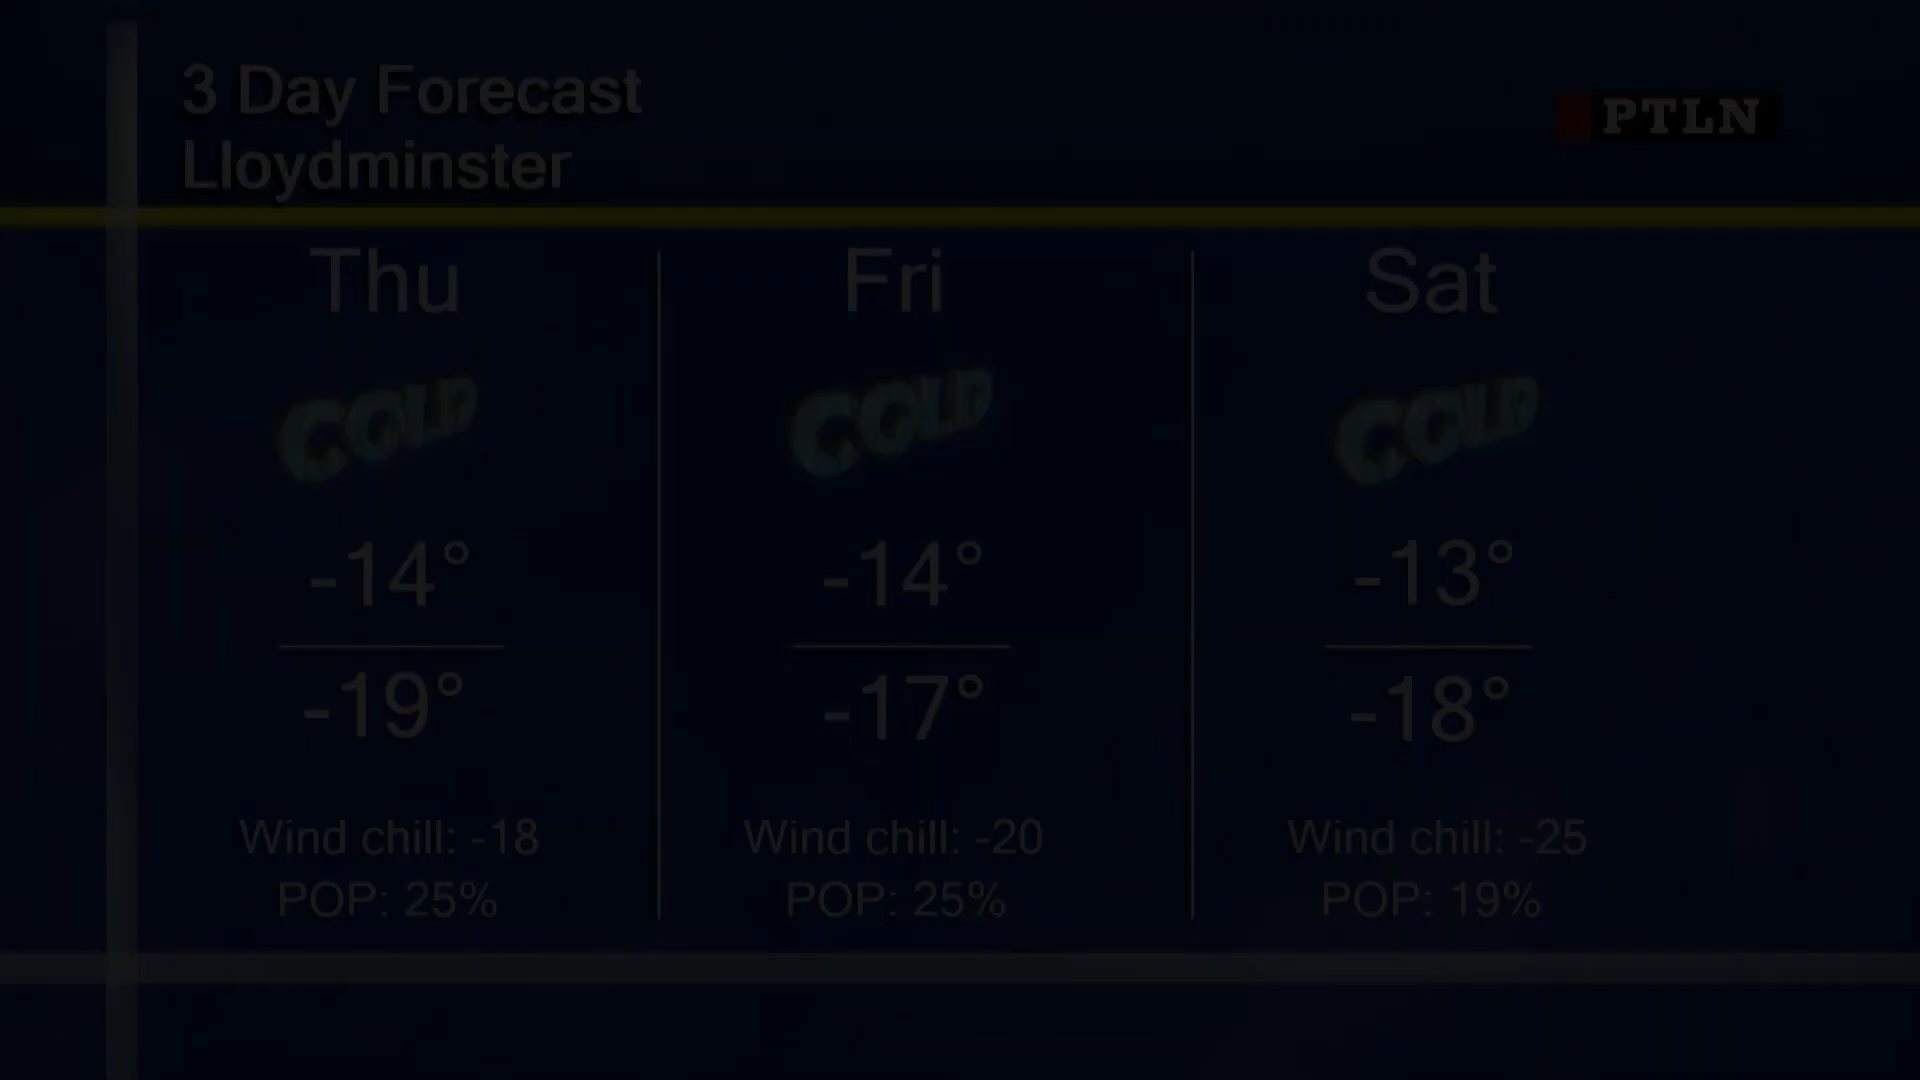 3 Day Forecast
Lloydminster
PTLN
Thu
COLD
-14°
-19°
Wind chill: -18
POP: 25%
Fri
COLD
-14°
-17°
Wind chill: -20
POP: 25%
Sat
COLD
-13°
-18°
Wind chill: -25
POP: 19%